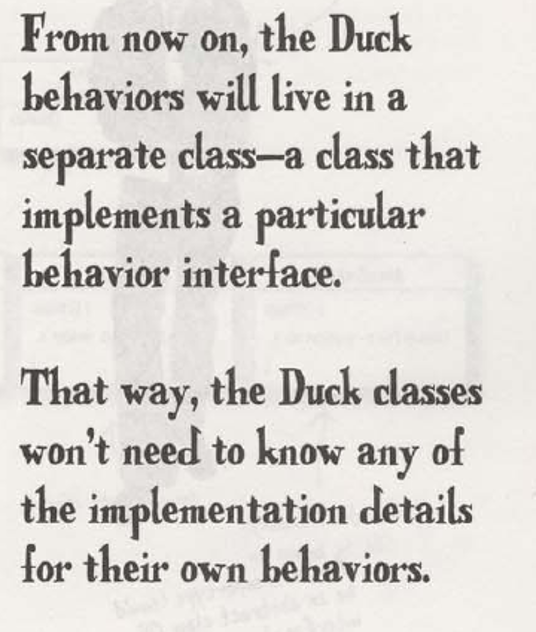 From now on, the Duck
behaviors will live in a
separate class—a class that
implements a particular
behavior interface.
That way, the Duck classes
won't need to know any of
the implementation details
for their own behaviors.